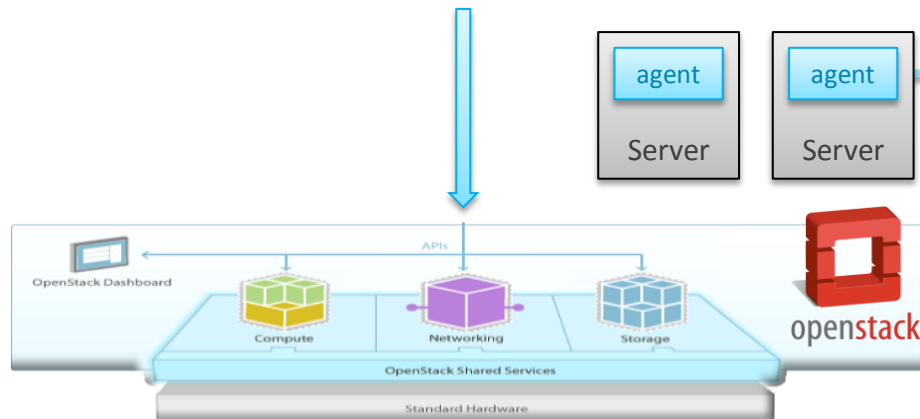 agent
agent
Server
Server
APIs
OpenStack Dashboard
Compute
Networking
Storage
openstack
OpenStack Shared Services
Standard Hardware